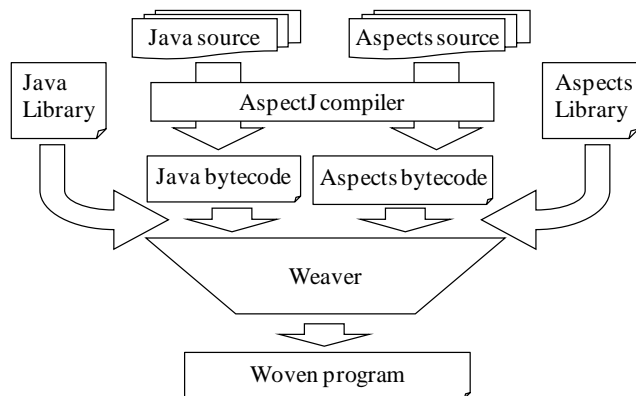 Java source
Aspects source
Java
Library
AspectJ compiler
Aspects
Library
Java bytecode
Aspects bytecode
Weaver
Woven program